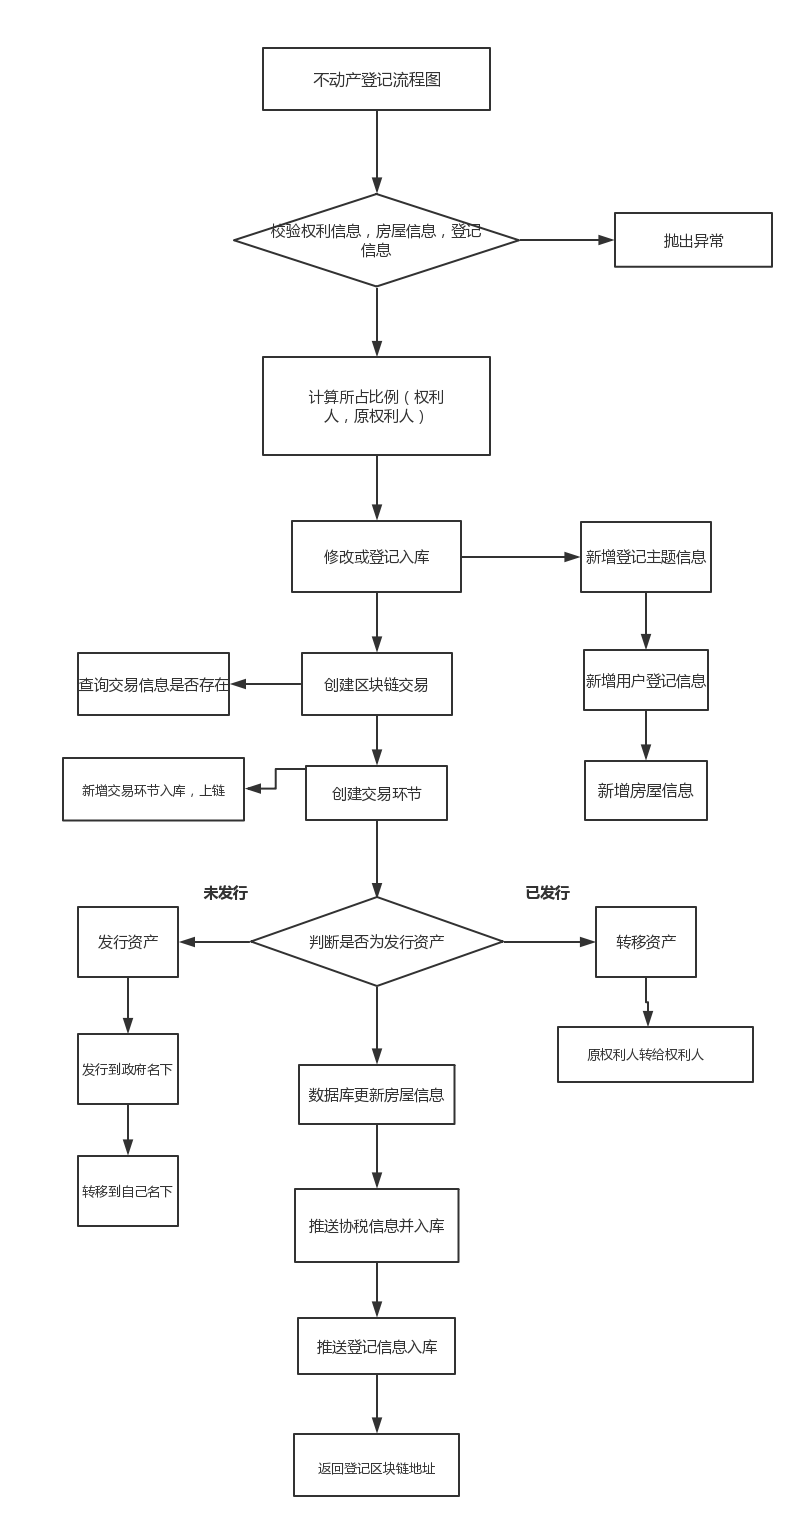 不动产登记流程图
校验权利信息，房屋信息，登记
信息
抛出异常
计算所占比例（权利
人，原权利人）
修改或登记入库
新增登记主题信息
查询交易信息是否存在
创建区块链交易
新增用户登记信息
新增交易环节入库，上链
创建交易环节
新增房屋信息
未发行
已发行
发行资产
判断是否为发行资产
转移资产
发行到政府名下
原权利人转给权利人
数据库更新房屋信息
转移到自己名下
推送协税信息并入库
推送登记信息入库
返回登记区块链地址